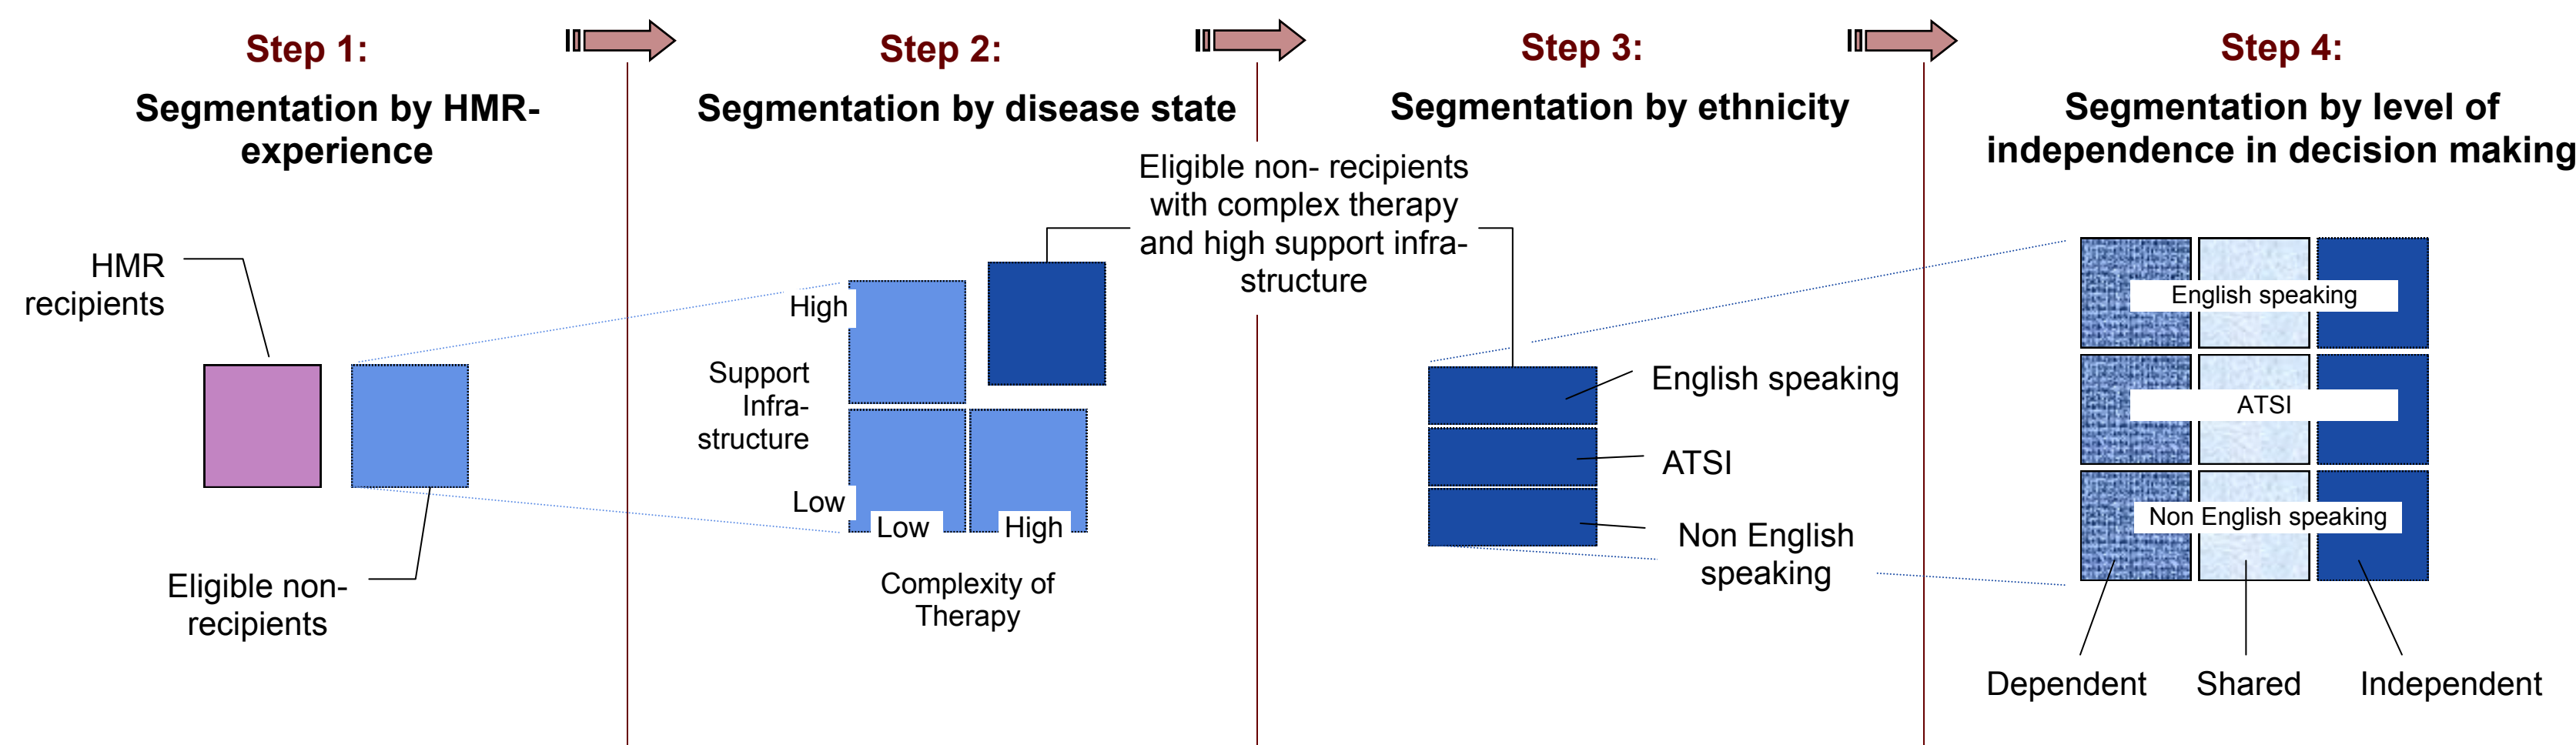 Step 1:
Segmentation by HMR-
experience
HMR
recipients
Eligible non-
recipients
Step 2:
Segmentation by disease state
High
Support
Infra-
structure
Low
Low
High
Complexity of
Therapy
Eligible non- recipients
with complex therapy
and high support infra-
structure
Step 3:
Segmentation by ethnicity
English speaking
ATSI
Non English
speaking
Step 4:
Segmentation by level of
independence in decision making
English speaking
ATSI
Non English speaking
Dependent
Shared
Independent